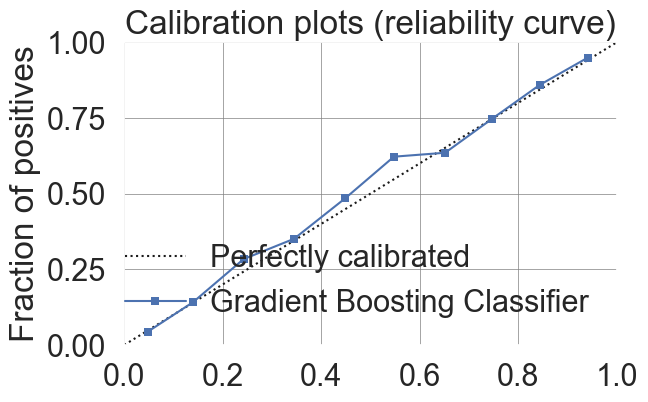 Calibration plots (reliability curve)
Fraction of positives
1.00
0.75
0.50
0.25
0.00
Perfectly calibrated
Gradient Boosting Classifier
0.0 0.2 0.4 0.6 0.8 1.0